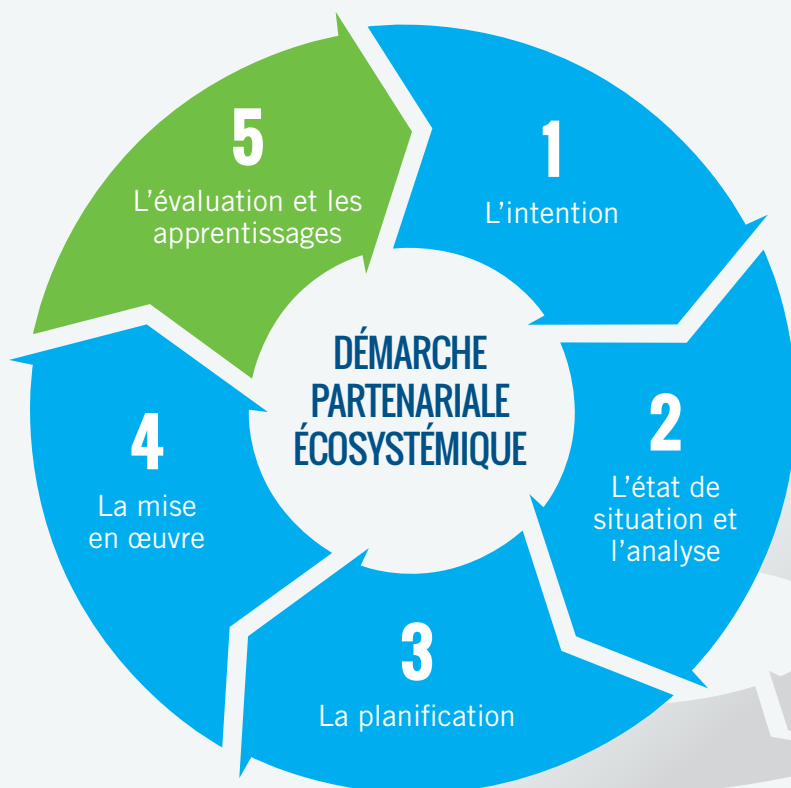 DÉMARCHE
PARTENARIALE
ÉCOSYSTÉMIQUE
1
L'intention
2
L'état de
situation et
l'analyse
3
La planification
4
La mise
en œuvre
5
L'évaluation et les
apprentissages